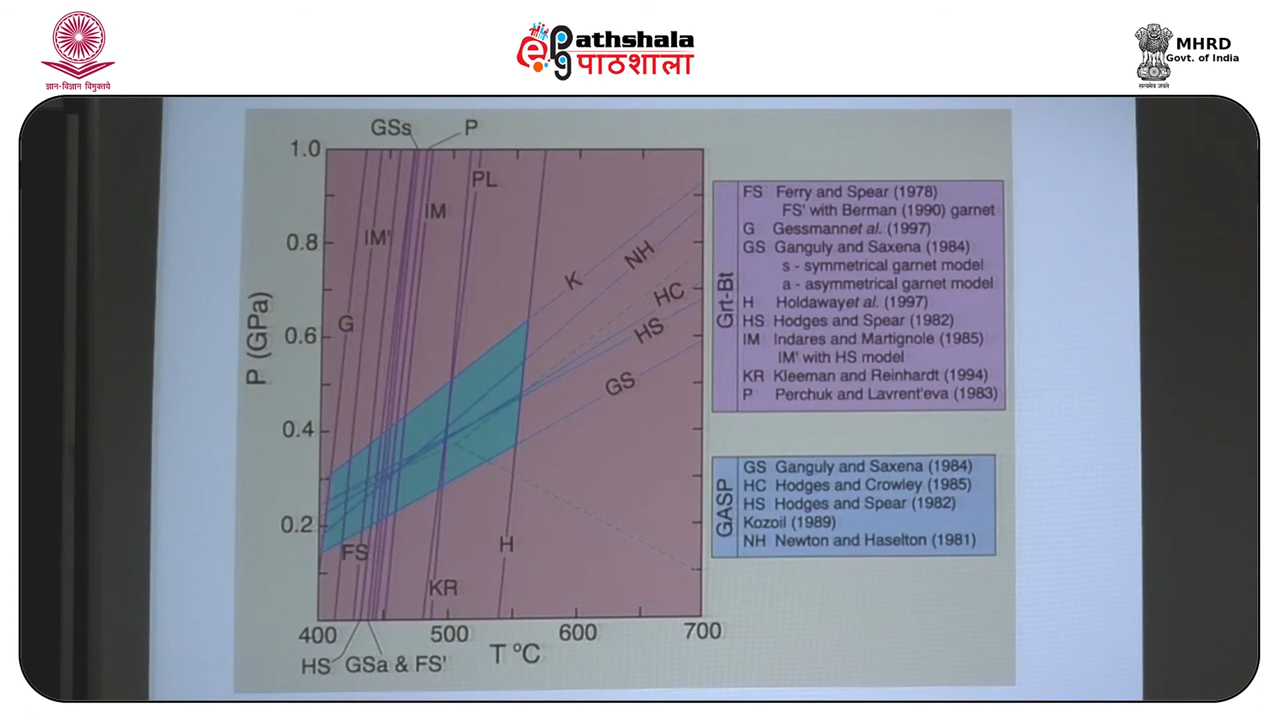 ज्ञान-विज्ञान विमुक्तये
epg
Pathshala
पाठशाला
सत्यमेव जयते
MHRD
Govt. of India
GSs
P
1.0
PL
IM
IM'
0.8
NH
K
HC
G
HS
0.6
GS
P (GPa)
0.4
0.2
FS
H
KR
400
500
600
700
HS
GSa & FS'
T °C
Grt-Bt
FS Ferry and Spear (1978)
FS' with Berman (1990) garnet
G Gessmannet al. (1997)
GS Ganguly and Saxena (1984)
s - symmetrical garnet model
a - asymmetrical garnet model
H Holdawayet al. (1997)
HS Hodges and Spear (1982)
IM Indares and Martignole (1985)
IM' with HS model
KR Kleeman and Reinhardt (1994)
P Perchuk and Lavrent'eva (1983)
GASP
GS Ganguly and Saxena (1984)
HC Hodges and Crowley (1985)
HS Hodges and Spear (1982)
Kozoil (1989)
NH Newton and Haselton (1981)